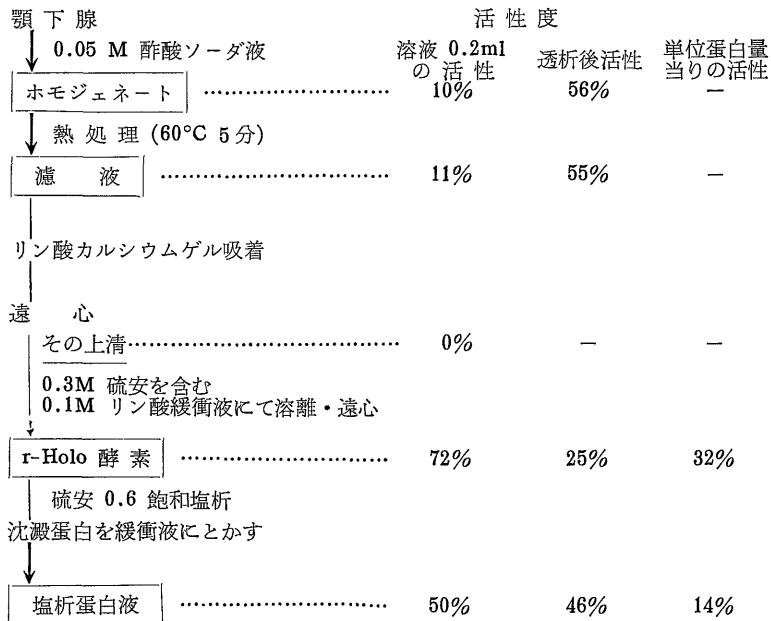 顎下腺 活性度
0.05 M 酢酸ソーダ液 溶液 0.2ml の活性 透析後活性 単位蛋白量当りの活性
ホモジェネート 10% 56% —
熱処理 (60°C 5分)
濾液 11% 55% —
リン酸カルシウムゲル吸着
遠心
その上清 0% — —
0.3M 硫安を含む
0.1M リン酸緩衝液にて溶離・遠心
r-Holo 酵素 72% 25% 32%
硫安 0.6 飽和塩析
沈澱蛋白を緩衝液にとかす
塩析蛋白液 50% 46% 14%